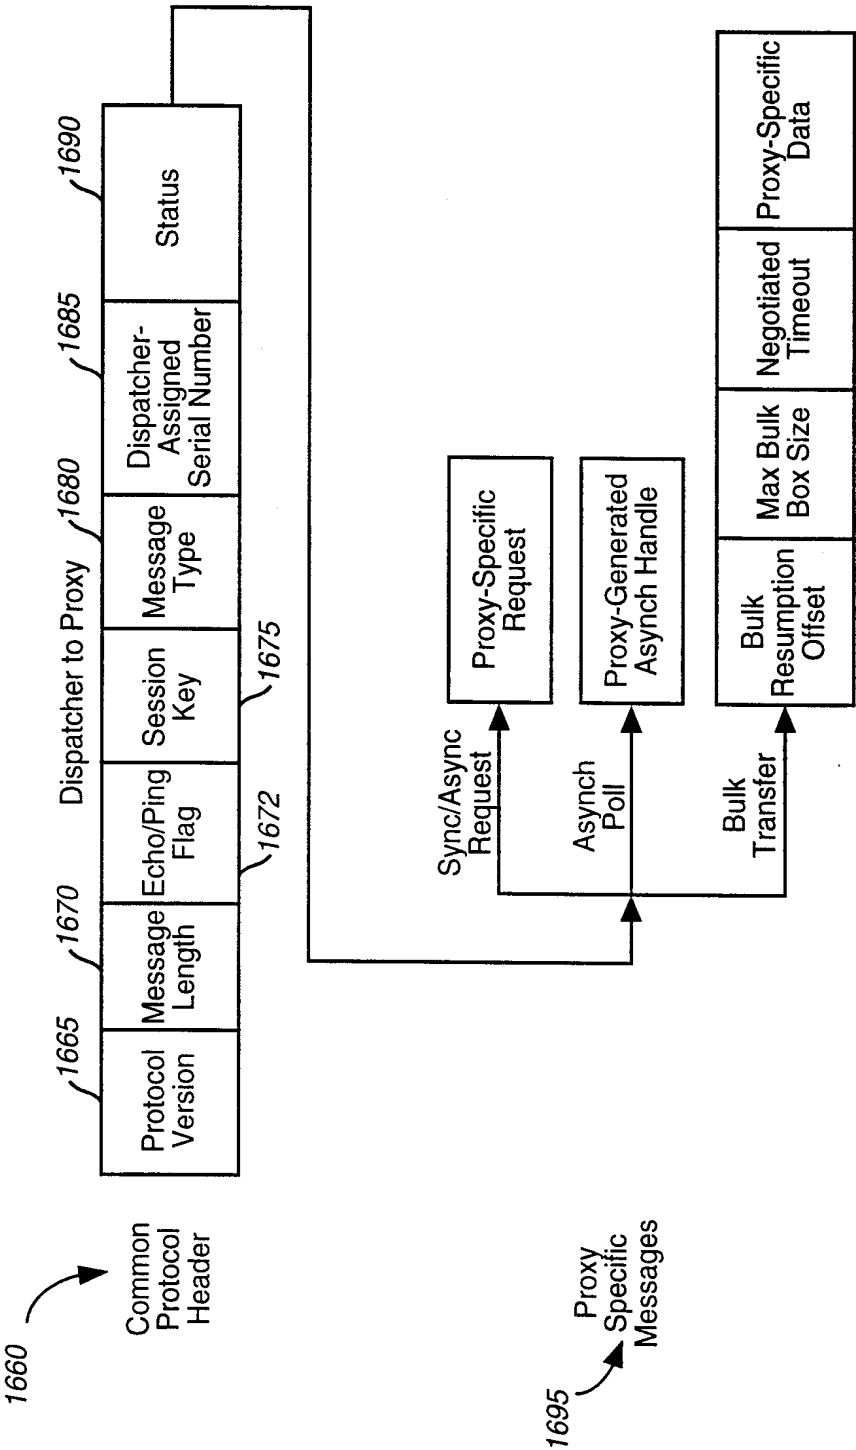 Dispatcher to Proxy
1660
Common
Protocol
Header
1665
1670
1680
1685
1690
Protocol
Version
Message
Length
Echo/Ping
Flag
Session
Key
Message
Type
Dispatcher-
Assigned
Serial Number
Status
1672
1675
1695
Proxy
Specific
Messages
Sync/Async
Request
Proxy-Specific
Request
Asynch
Poll
Proxy-Generated
Asynch Handle
Bulk
Transfer
Bulk
Resumption
Offset
Max Bulk
Box Size
Negotiated
Timeout
Proxy-Specific
Data